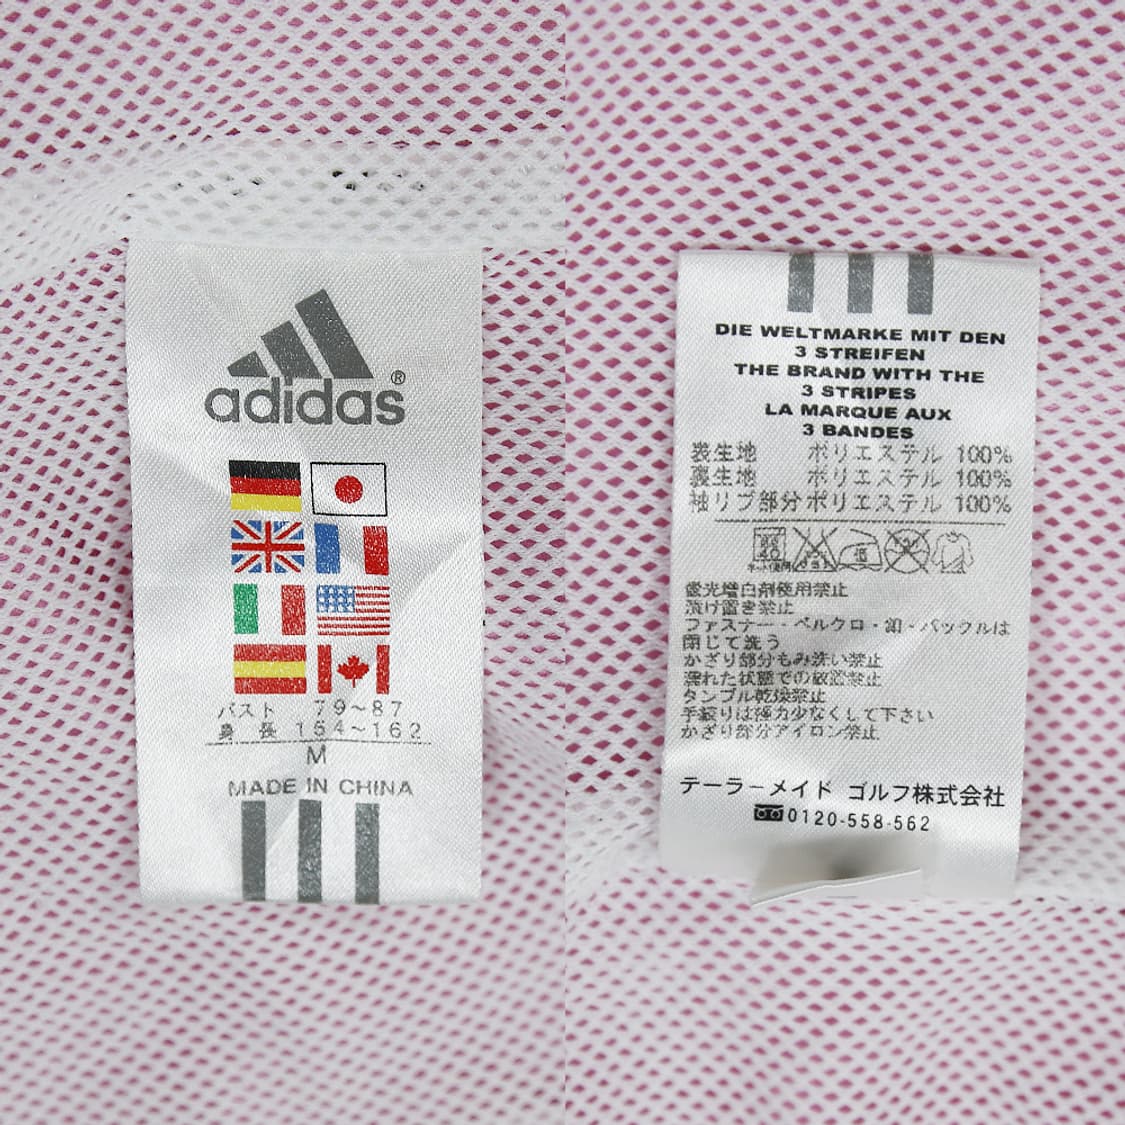 adidas®
バスト 79~87
身長 154~162
M
MADE IN CHINA
DIE WELTMARKE MIT DEN
3 STREIFEN
THE BRAND WITH THE
3 STRIPES
LA MARQUE AUX
3 BANDES
表生地 ポリエステル 100%
裏生地 ポリエステル 100%
袖リブ部分 ポリエステル 100%
40
ネット使用
蛍光増白剤使用禁止
漬け置き禁止
ファスナー・ベルクロ・釦・バックルは
閉じて洗う
かざり部分もみ洗い禁止
濡れた状態での放置禁止
タンブル乾燥禁止
手絞りは極力少なくして下さい
かざり部分アイロン禁止
テーラーメイド ゴルフ株式会社
0120-558-562